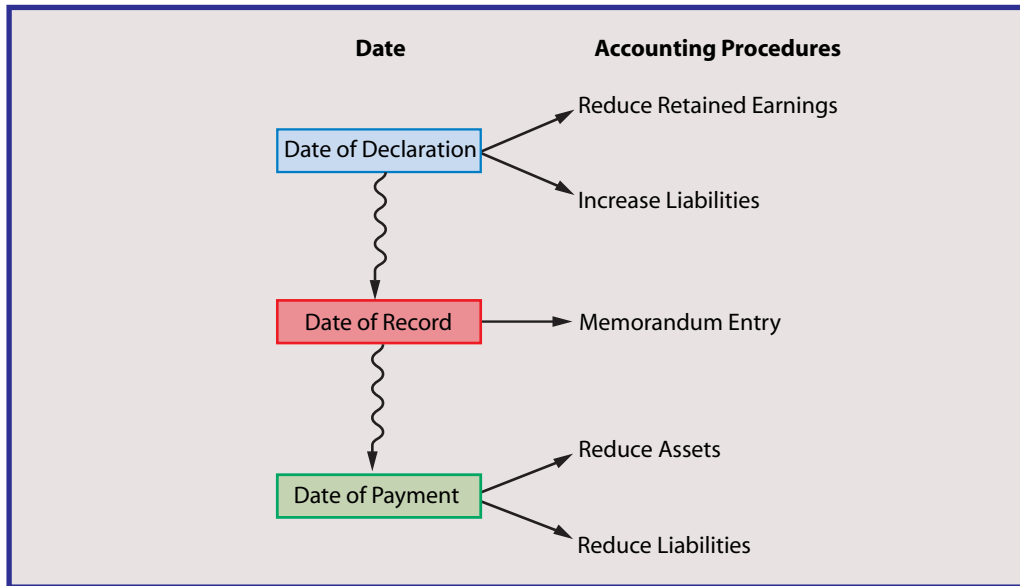 Date
Accounting Procedures
Reduce Retained Earnings
Date of Declaration
Increase Liabilities
Date of Record
Memorandum Entry
Reduce Assets
Date of Payment
Reduce Liabilities